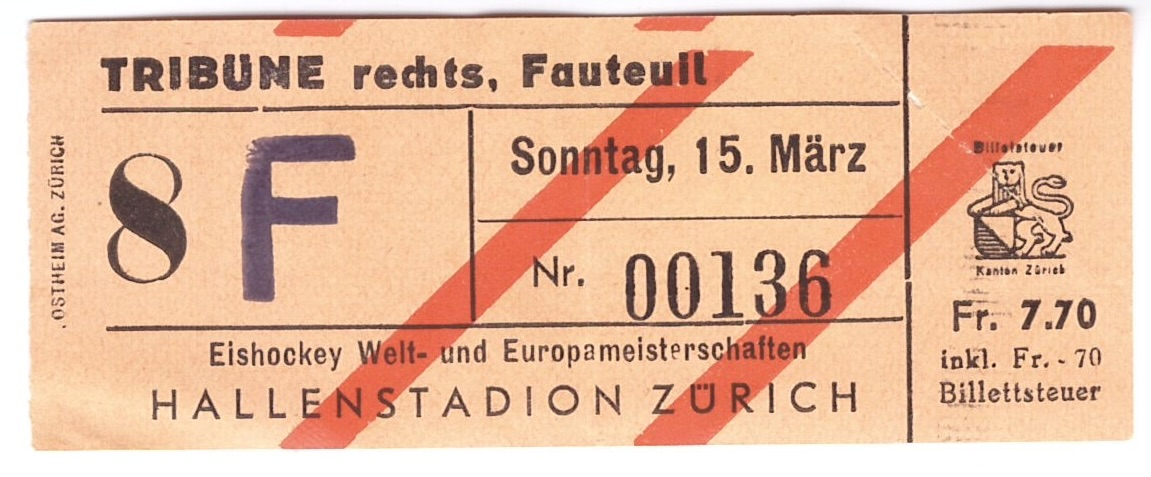 TRIBÜNE rechts, Fauteuil
8 F
Sonntag, 15. März
Nr. 00136
Eishockey Welt- und Europameisterschaften
HALLENSTADION ZÜRICH
OSTHEIM AG. ZÜRICH
Billetsteuer
Kanton Zürich
Fr. 7.70
inkl. Fr. -70
Billettsteuer